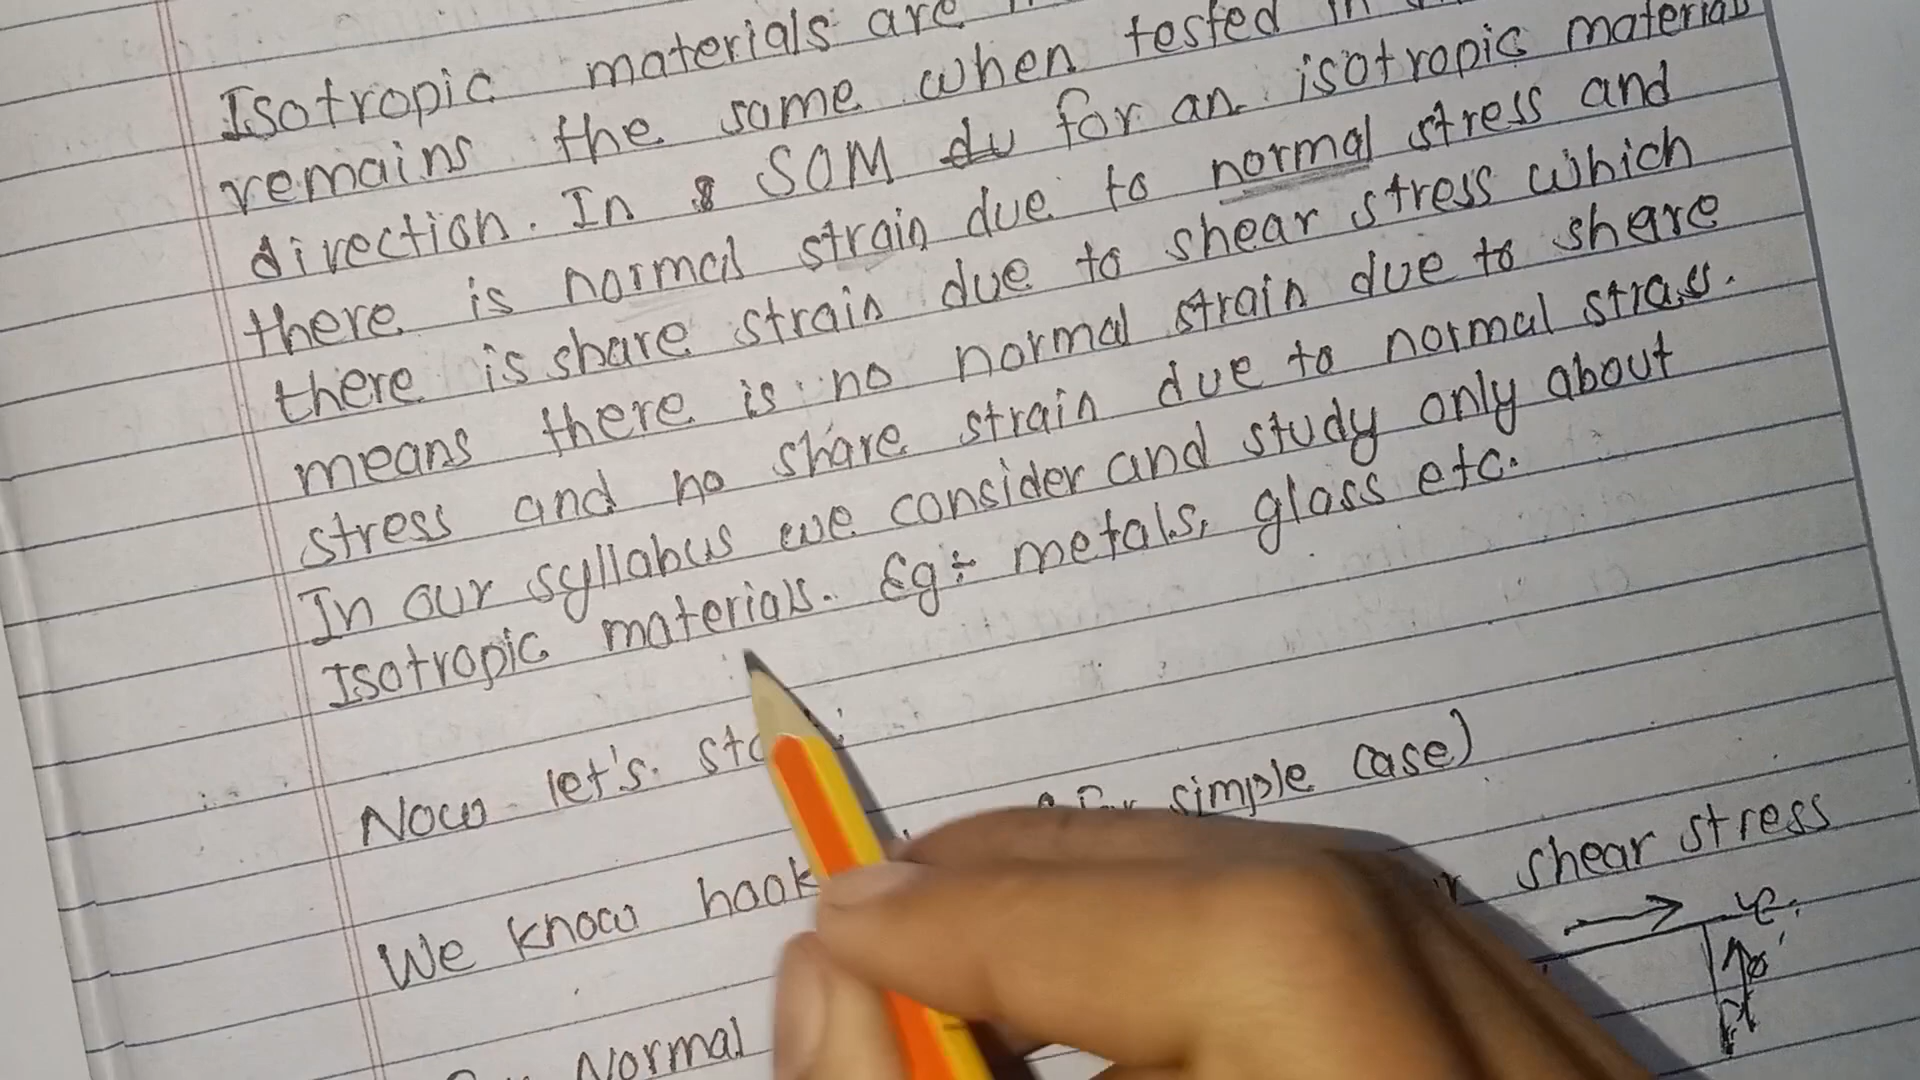 Isotropic materials are
remains the same when tested in
direction. In SOM du for an isotropic materials
there is normal strain due to normal stress and
there is share strain due to shear stress which
means there is no normal strain due to share
stress and no share strain due to normal stress.
In our syllabus we consider and study only about
Isotropic materials. Eg:- metals, glass etc.
Now let's
simple case)
We know shear stress
Normal